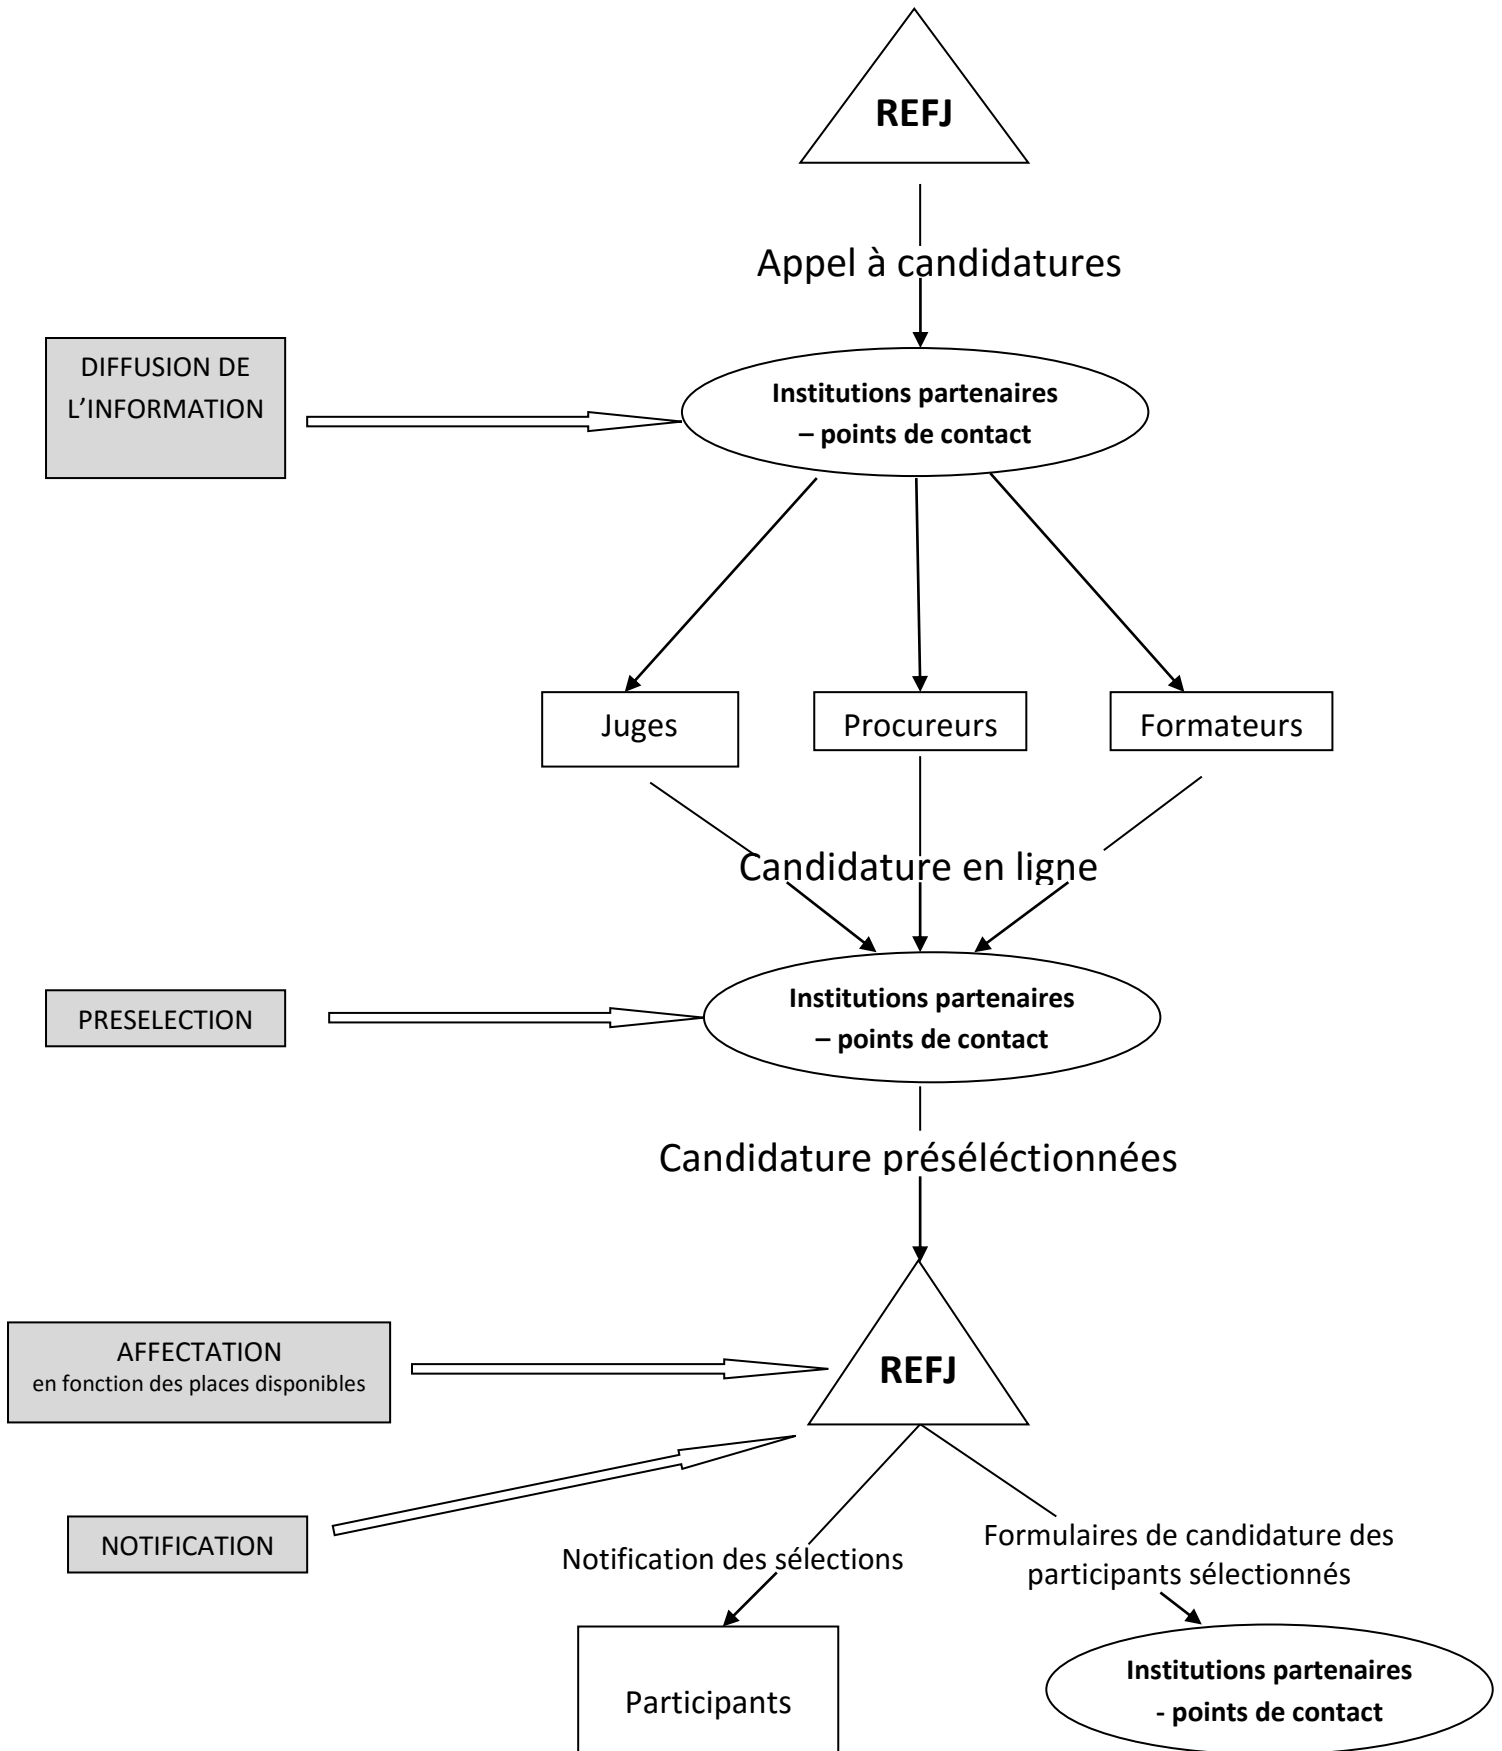 REFJ
Appel à candidatures
DIFFUSION DE
L’INFORMATION
Institutions partenaires
– points de contact
Juges
Procureurs
Formateurs
Candidature en ligne
PRESELECTION
Institutions partenaires
– points de contact
Candidature préséléctionnées
AFFECTATION
en fonction des places disponibles
REFJ
NOTIFICATION
Notification des sélections
Formulaires de candidature des
participants sélectionnés
Participants
Institutions partenaires
- points de contact